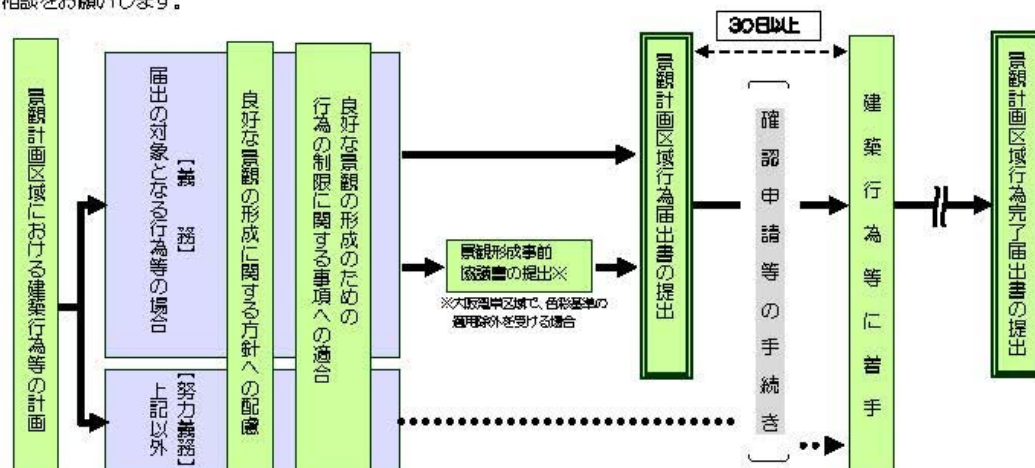 相談をお願いします。
景観計画区域における建築行為等の計画
届出の対象となる行為等の場合
【義務】
上記以外
【努力義務】
良好な景観の形成に関する方針への配慮
良好な景観の形成のための
行為の制限に関する事項への適合
景観形成事前
協議書の提出※
※大阪電車区域で、色彩基準の
適用除外を受ける場合
景観計画区域行為届出書の提出
30日以上
確認申請等の手続き
建築行為等に着手
景観計画区域行為完了届出書の提出